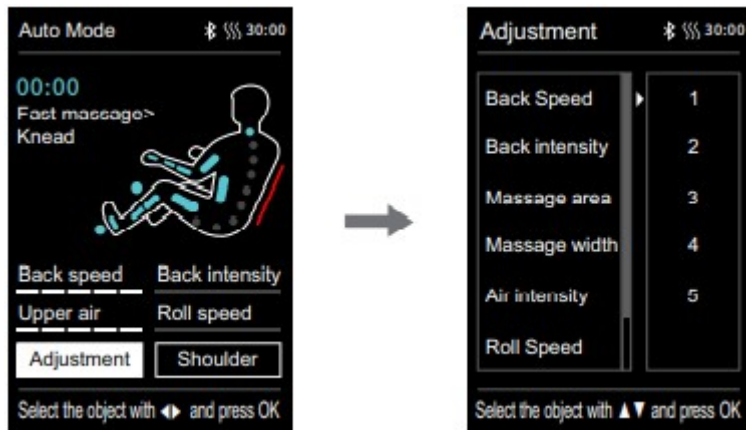 Auto Mode 30:00
00:00
Fast massage>
Knead
Back speed Back intensity
Upper air Roll speed
Adjustment Shoulder
Select the object with ◀▶ and press OK
Adjustment 30:00
Back Speed ▶ 1
Back intensity 2
Massage area 3
Massage width 4
Air intensity 5
Roll Speed
Select the object with ▲▼ and press OK